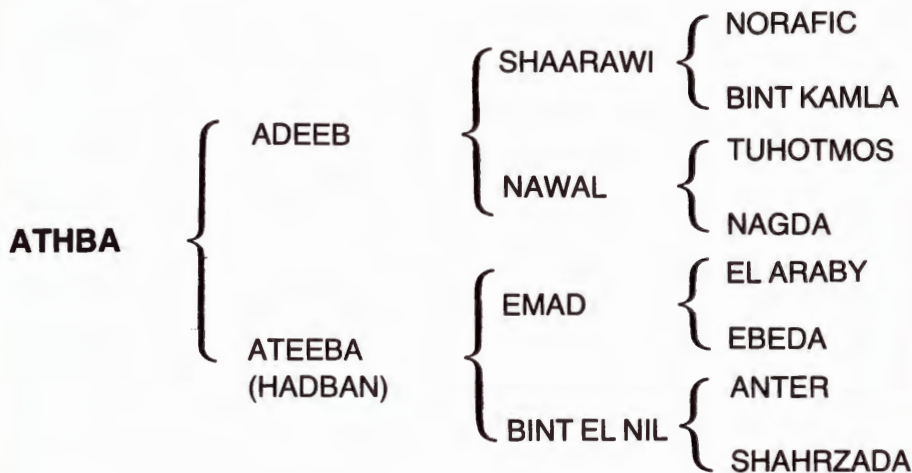 NORAFIC
SHAARAWI
BINT KAMLA
ADEEB
TUHOTMOS
NAWAL
NAGDA
ATHBA
EL ARABY
EMAD
EBEDA
ATEEBA
(HADBAN)
ANTER
BINT EL NIL
SHAHRZADA